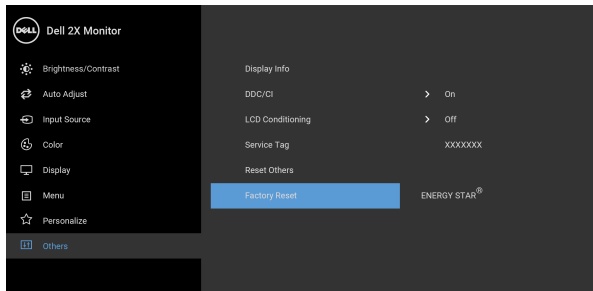 DELL Dell 2X Monitor
Brightness/Contrast
Auto Adjust
Input Source
Color
Display
Menu
Personalize
Others
Display Info
DDC/CI > On
LCD Conditioning > Off
Service Tag XXXXXXX
Reset Others
Factory Reset ENERGY STAR®